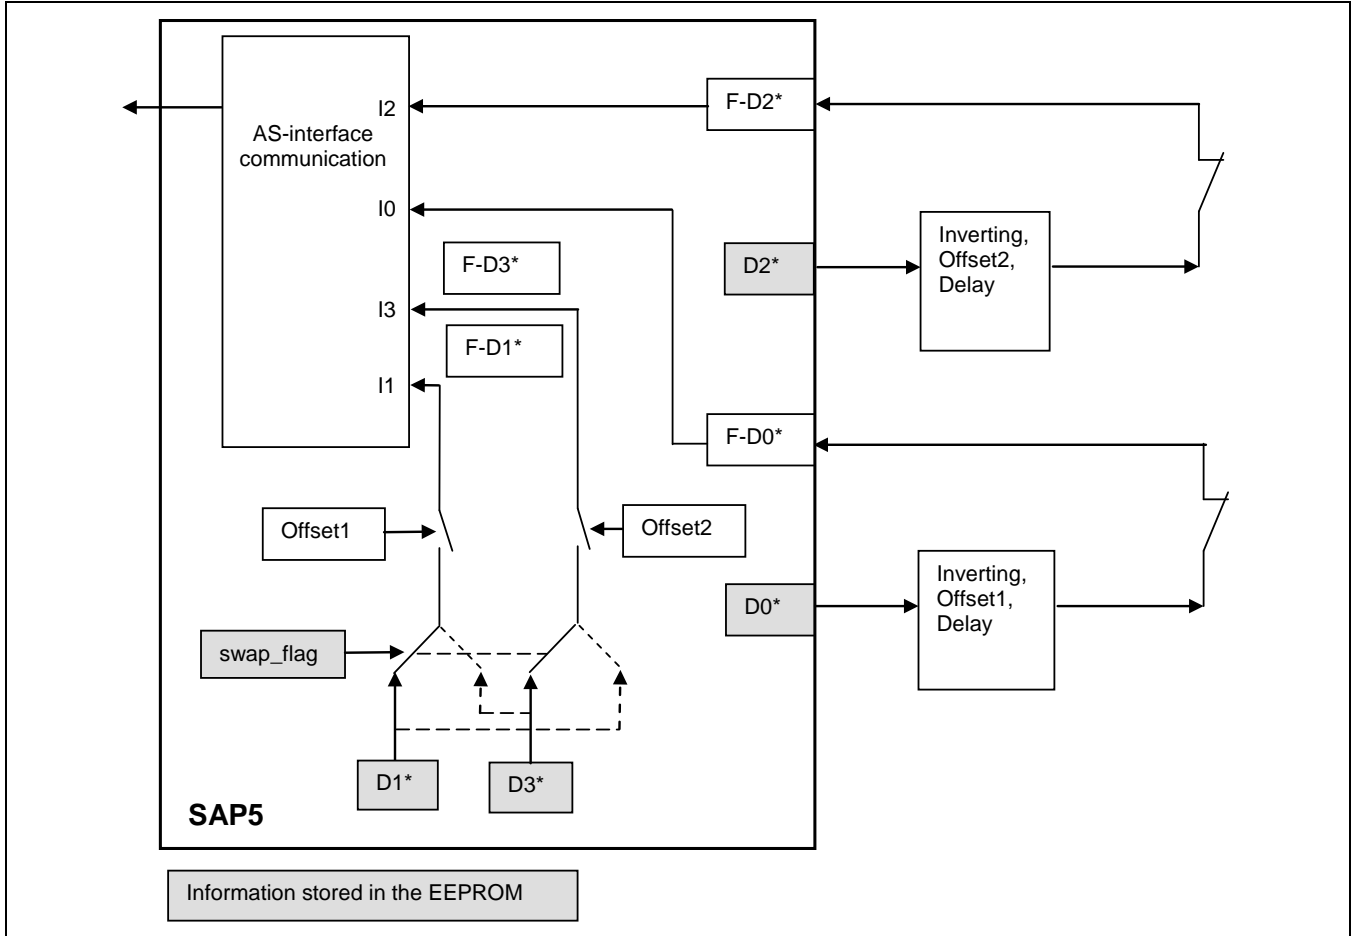 F-D2*
I2
AS-interface
communication
I0
Inverting,
Offset2,
Delay
F-D3*
D2*
I3
F-D1*
I1
F-D0*
Offset1
Offset2
Inverting,
Offset1,
Delay
D0*
swap_flag
D1*
D3*
SAP5
Information stored in the EEPROM